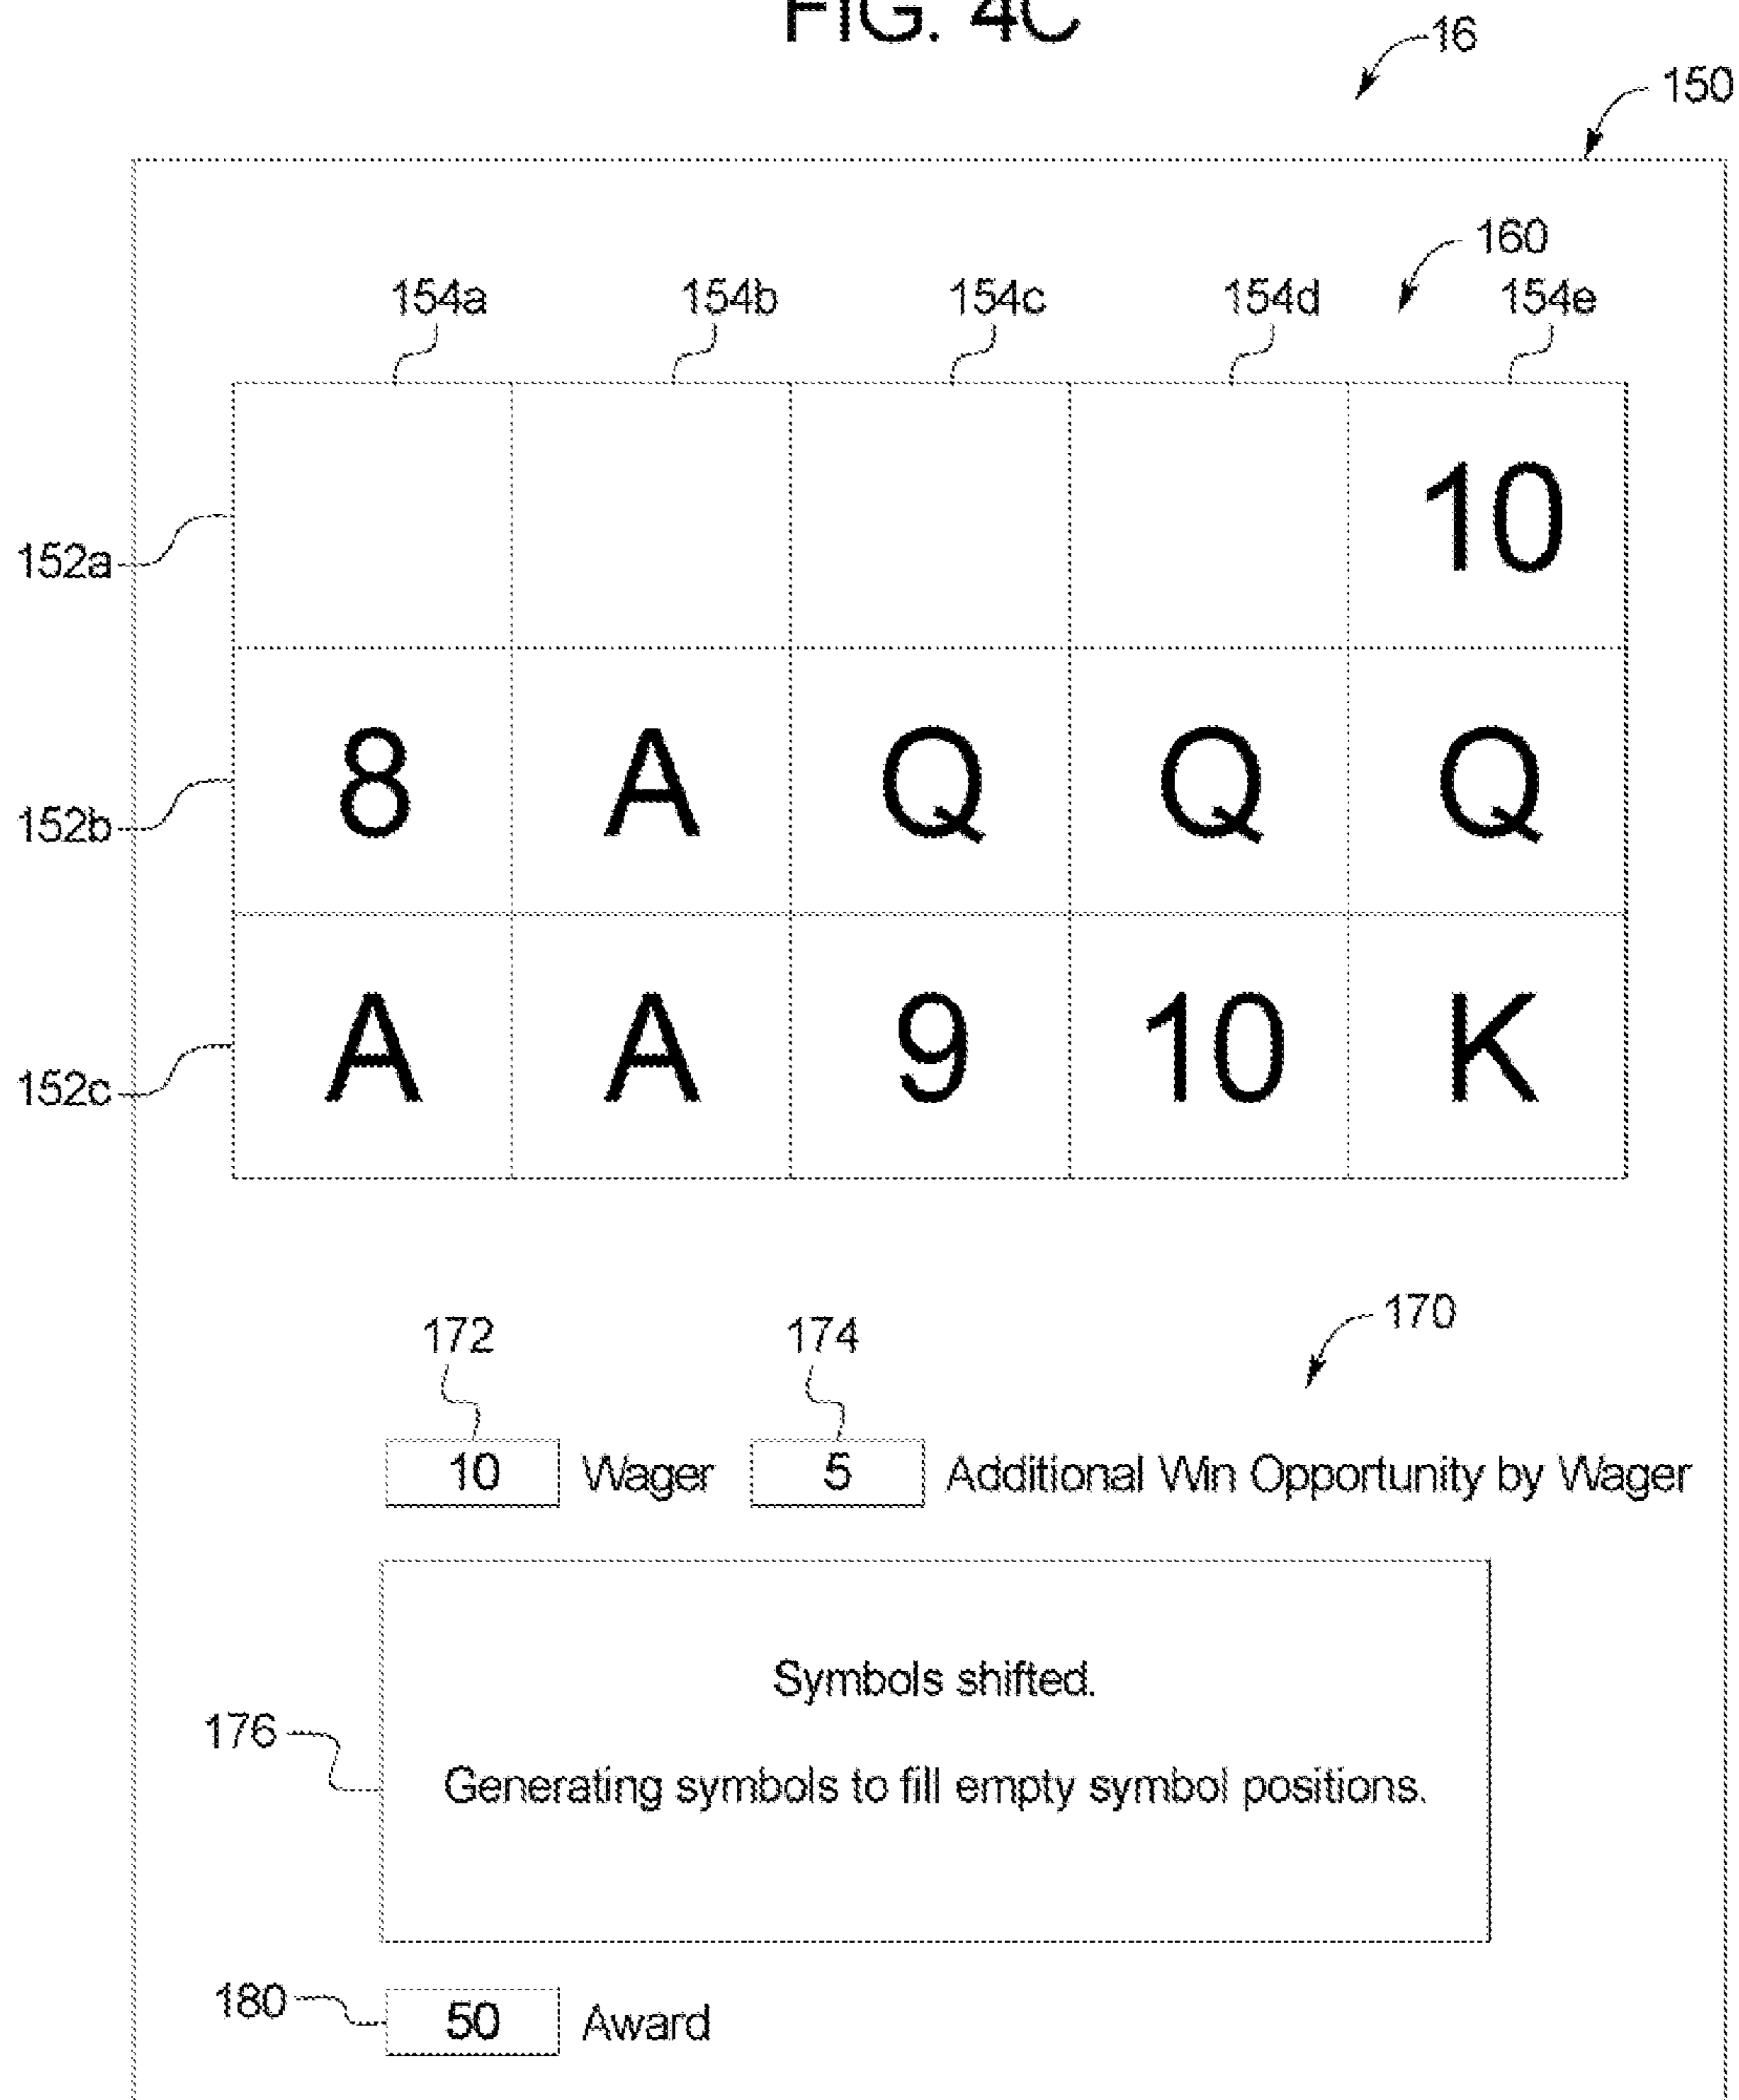 FIG. 4C
16
150
160
154a 154b 154c 154d 154e
152a 10
152b 8 A Q Q Q
152c A A 9 10 K
170
172 174
10 Wager 5 Additional Win Opportunity by Wager
Symbols shifted.
176
Generating symbols to fill empty symbol positions.
180 50 Award